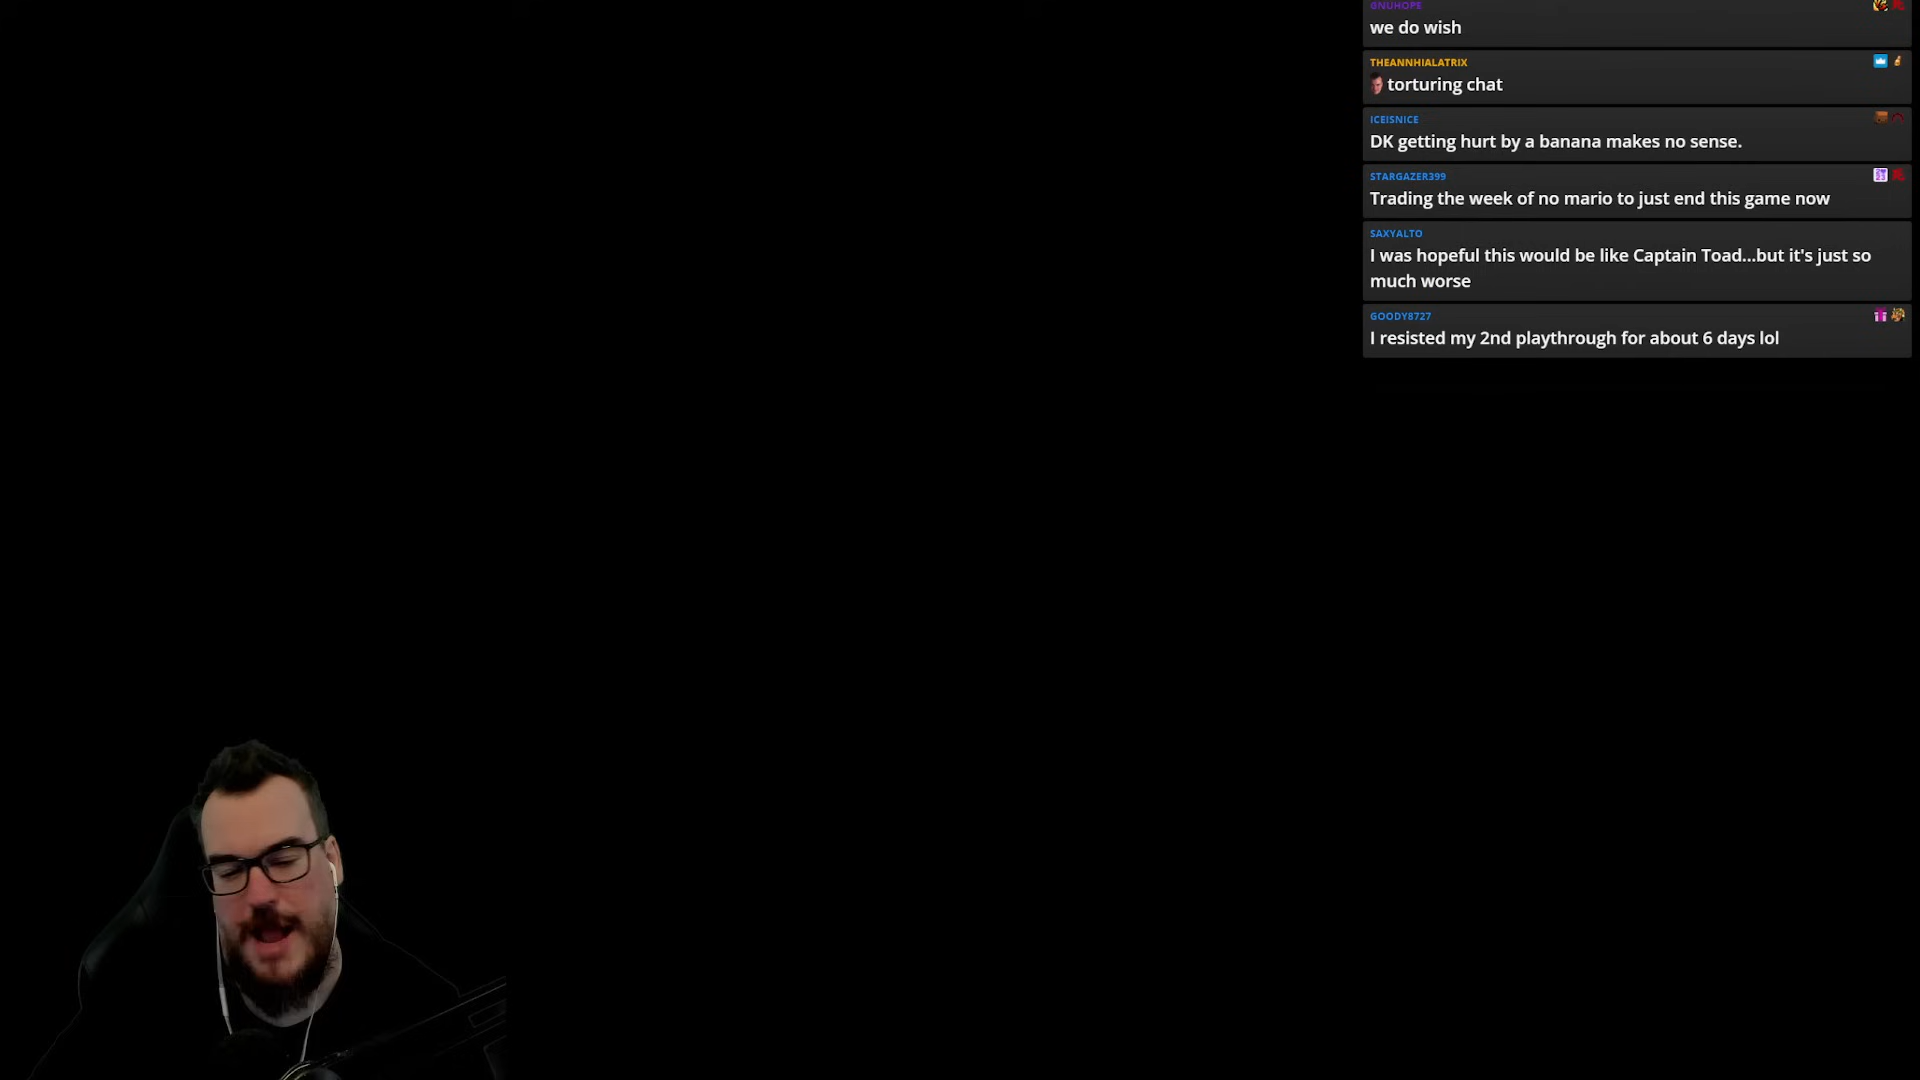 GNUHOPE
we do wish
THEANNHIALATRIX
torturing chat
ICEISNICE
DK getting hurt by a banana makes no sense.
STARGAZER399
Trading the week of no mario to just end this game now
SAXYALTO
I was hopeful this would be like Captain Toad...but it's just so
much worse
GOODY8727
I resisted my 2nd playthrough for about 6 days lol